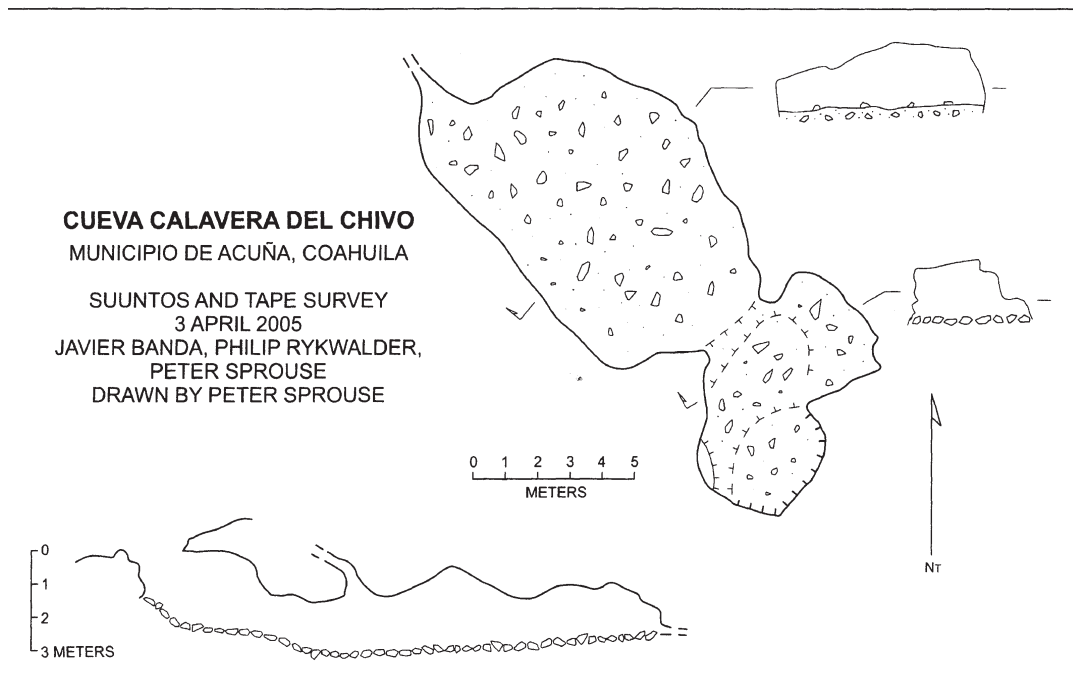 CUEVA CALAVERA DEL CHIVO
MUNICIPIO DE ACUÑA, COAHUILA
SUUNTOS AND TAPE SURVEY
3 APRIL 2005
JAVIER BANDA, PHILIP RYKWALDER,
PETER SPROUSE
DRAWN BY PETER SPROUSE
0 1 2 3 4 5
METERS
NT
0
1
2
3 METERS